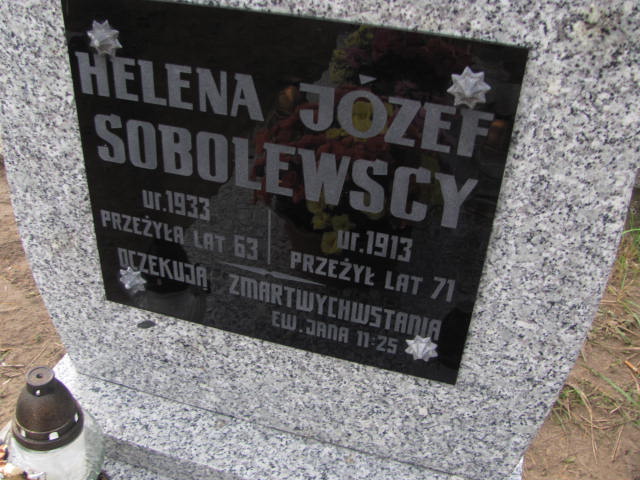 HELENA JÓZEF
SOBOLEWSCY
ur.1933
PRZEŻYŁA LAT 63
ur.1913
PRZEŻYŁ LAT 71
OCZEKUJĄ ZMARTWYCHWSTANIA
EW. JANA 11:25